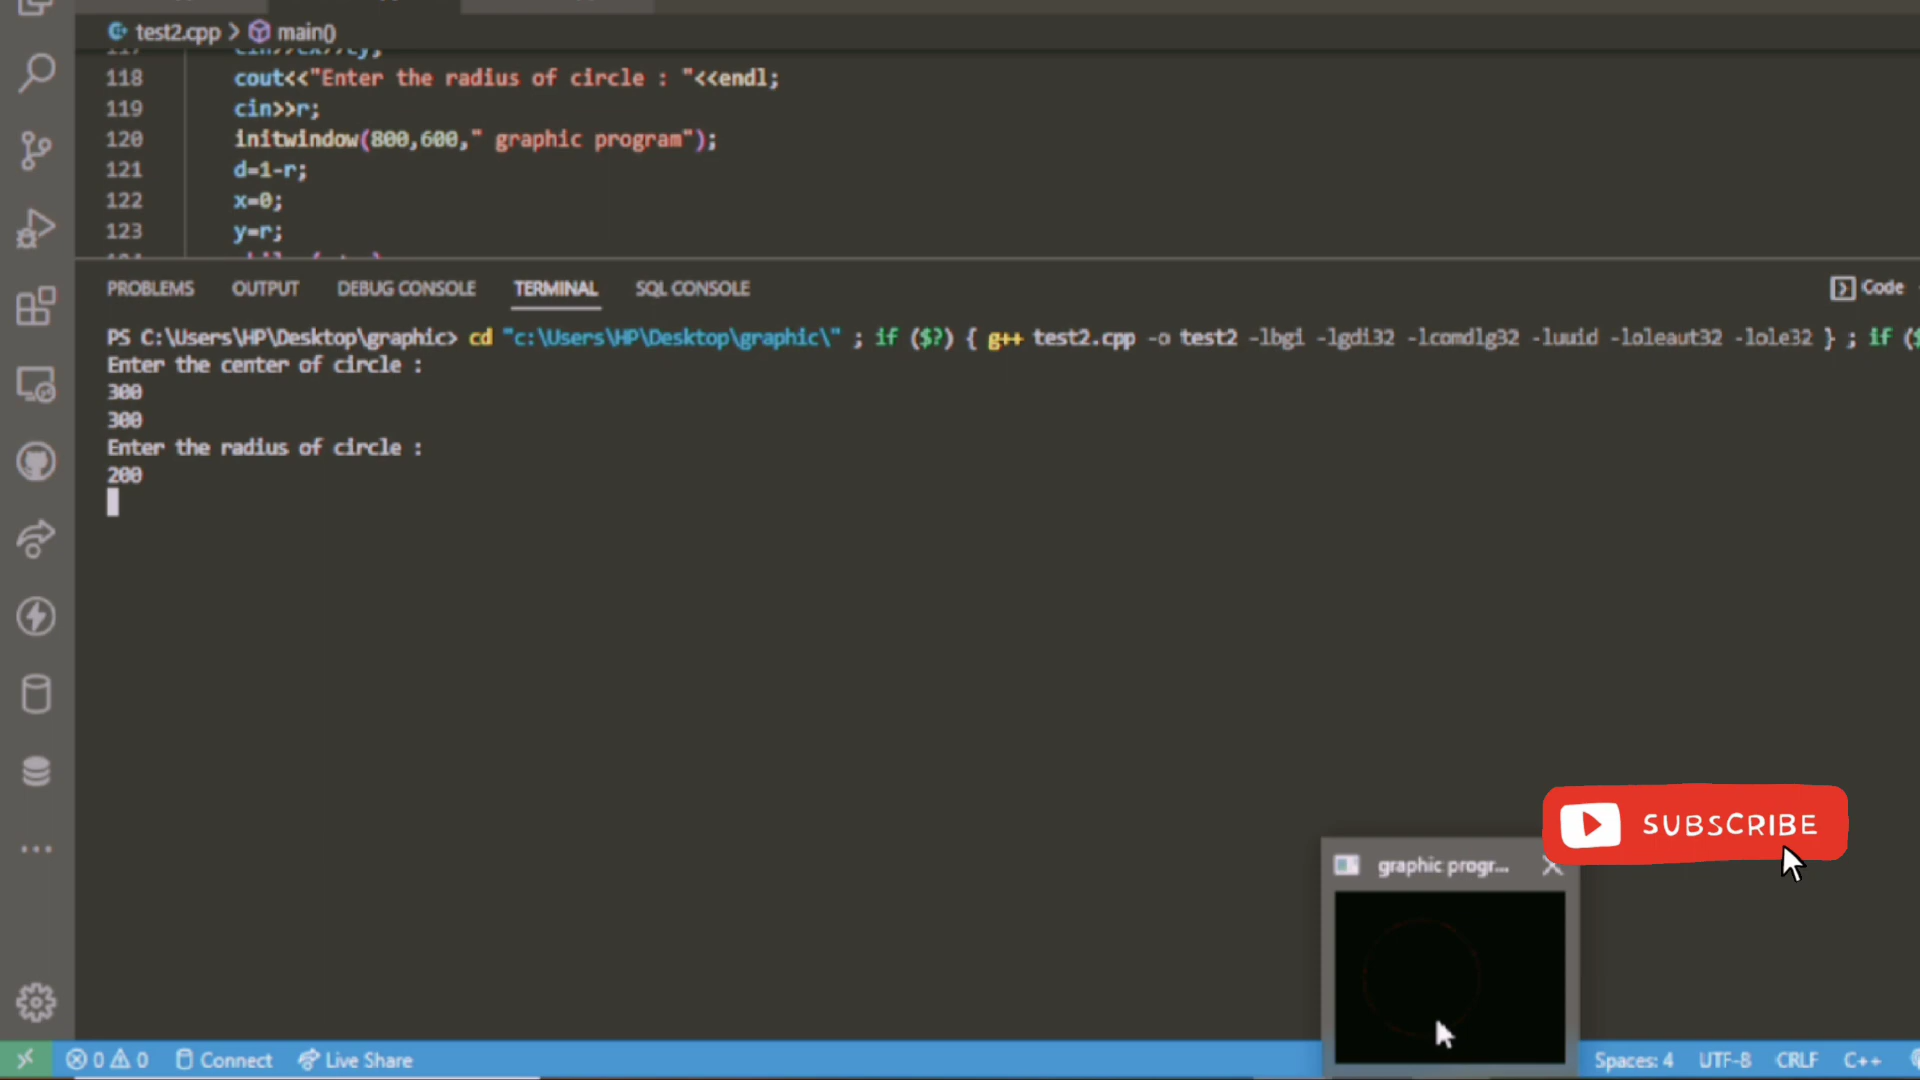 test2.cpp > main()
118 cout<<"Enter the radius of circle : "<<endl;
119 cin>>r;
120 initwindow(800,600," graphic program");
121 d=1-r;
122 x=0;
123 y=r;
PROBLEMS OUTPUT DEBUG CONSOLE TERMINAL SQL CONSOLE Code
PS C:\Users\HP\Desktop\graphic> cd "c:\Users\HP\Desktop\graphic\" ; if ($?) { g++ test2.cpp -o test2 -lbgi -lgdi32 -lcomdlg32 -luuid -loleaut32 -lole32 } ; if ($
Enter the center of circle :
300
300
Enter the radius of circle :
200
SUBSCRIBE
graphic progr...
0 0 Connect Live Share Spaces: 4 UTF-8 CRLF C++